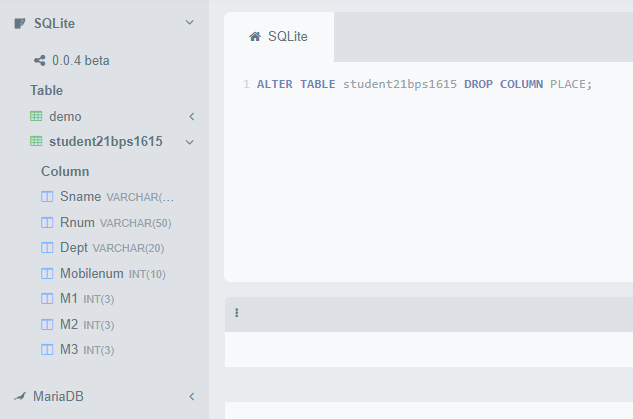 SQLite
0.0.4 beta
Table
demo
student21bps1615
Column
Sname VARCHAR(...
Rnum VARCHAR(50)
Dept VARCHAR(20)
Mobilenum INT(10)
M1 INT(3)
M2 INT(3)
M3 INT(3)
MariaDB
SQLite
1 ALTER TABLE student21bps1615 DROP COLUMN PLACE;